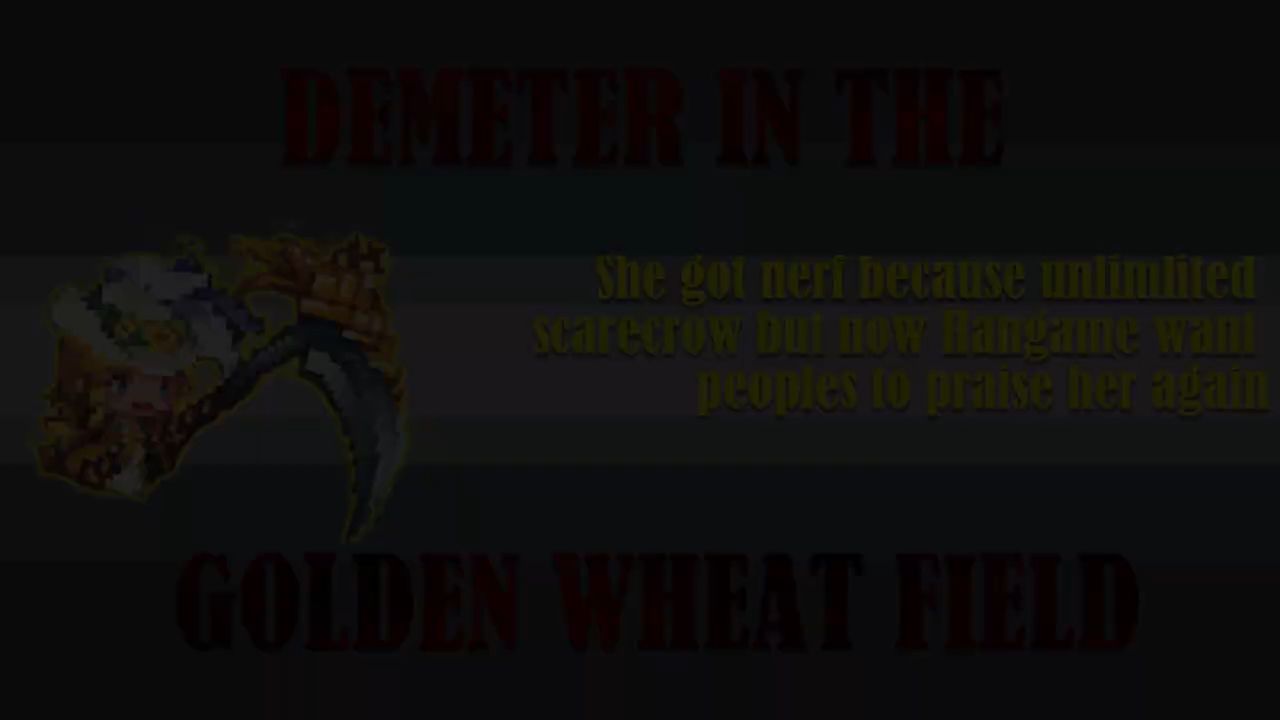 DEMETER IN THE
She got nerf because unlimlited
scarecrow but now Hangame want
peoples to praise her again
GOLDEN WHEAT FIELD